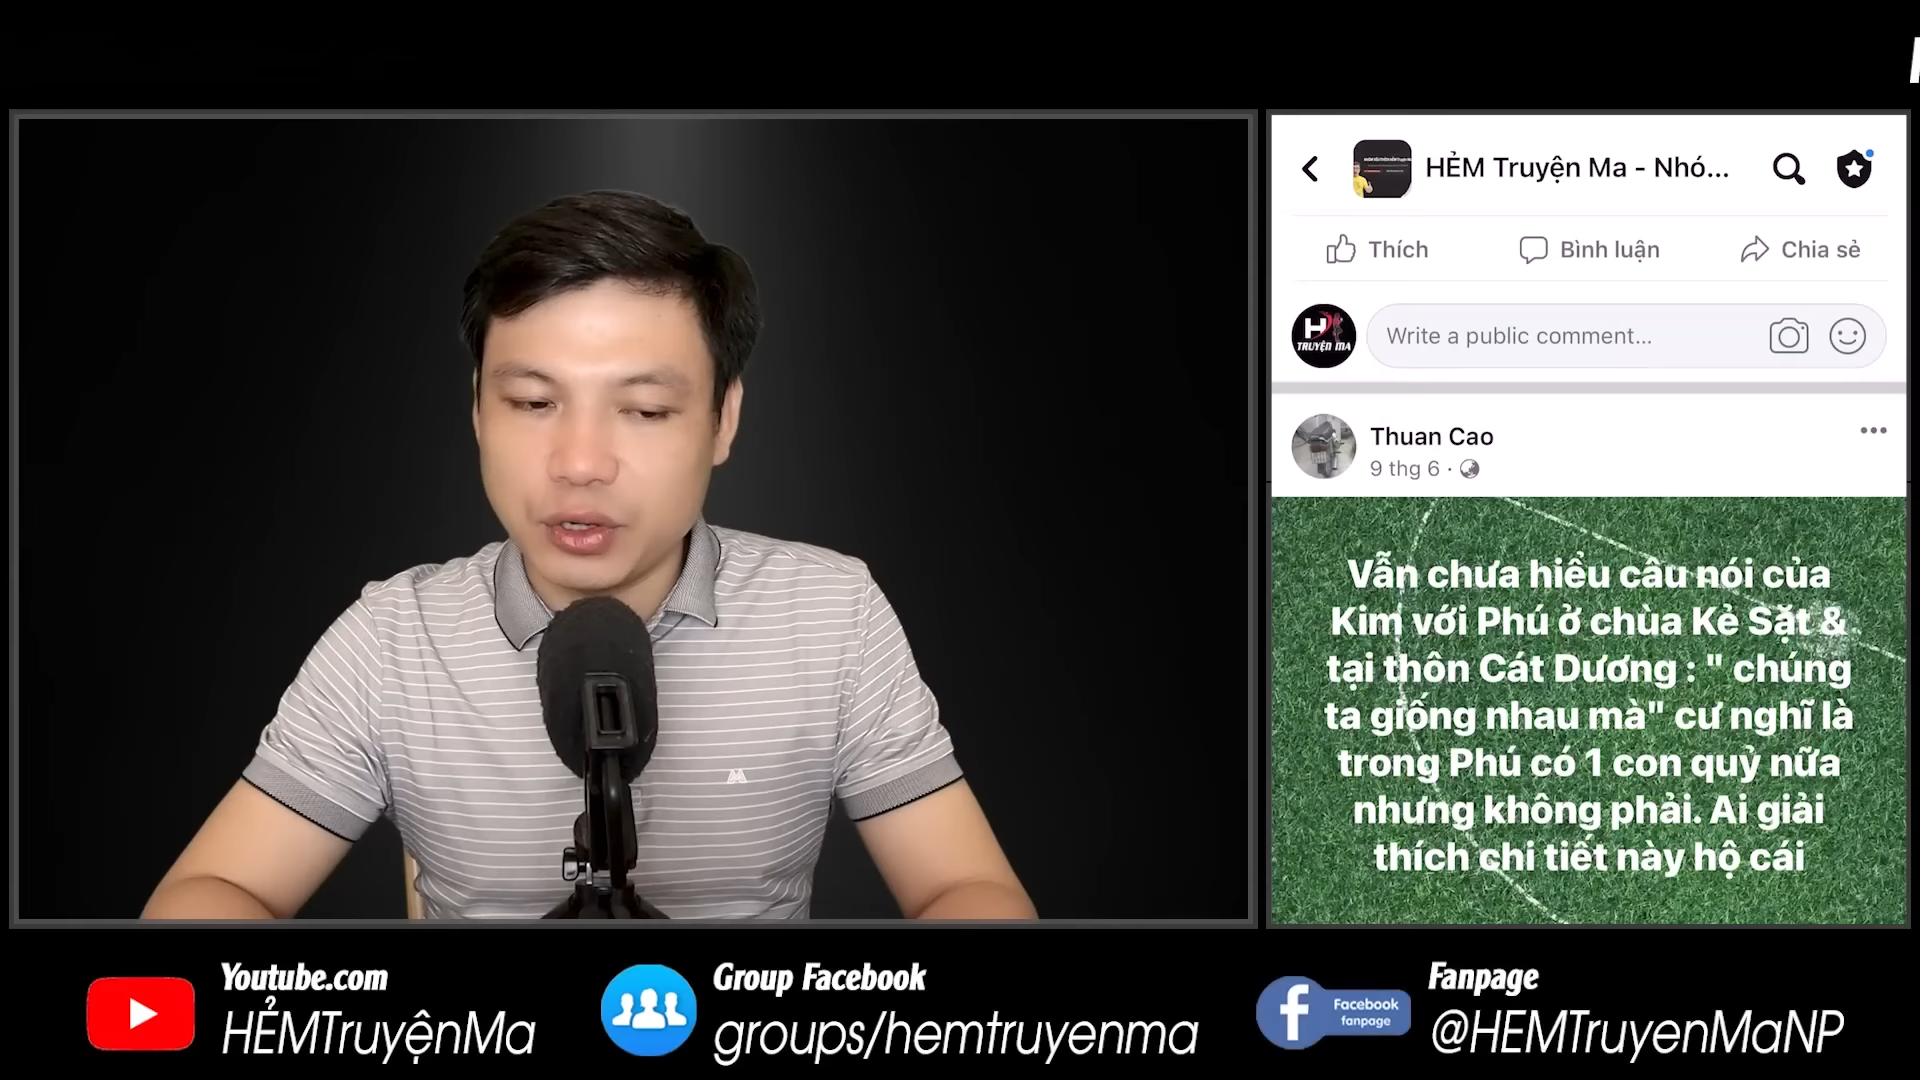 HẺM Truyện Ma - Nhó...
Thích
Bình luận
Chia sẻ
H TRUYỆN MA
Write a public comment...
Thuan Cao
9 thg 6 ·
Vẫn chưa hiểu câu nói của
Kim với Phú ở chùa Kẻ Sặt &
tại thôn Cát Dương : " chúng
ta giống nhau mà" cư nghĩ là
trong Phú có 1 con quỷ nữa
nhưng không phải. Ai giải
thích chi tiết này hộ cái
Youtube.com
HẺMTruyệnMa
Group Facebook
groups/hemtruyenma
Facebook
fanpage
Fanpage
@HEMTruyenMaNP